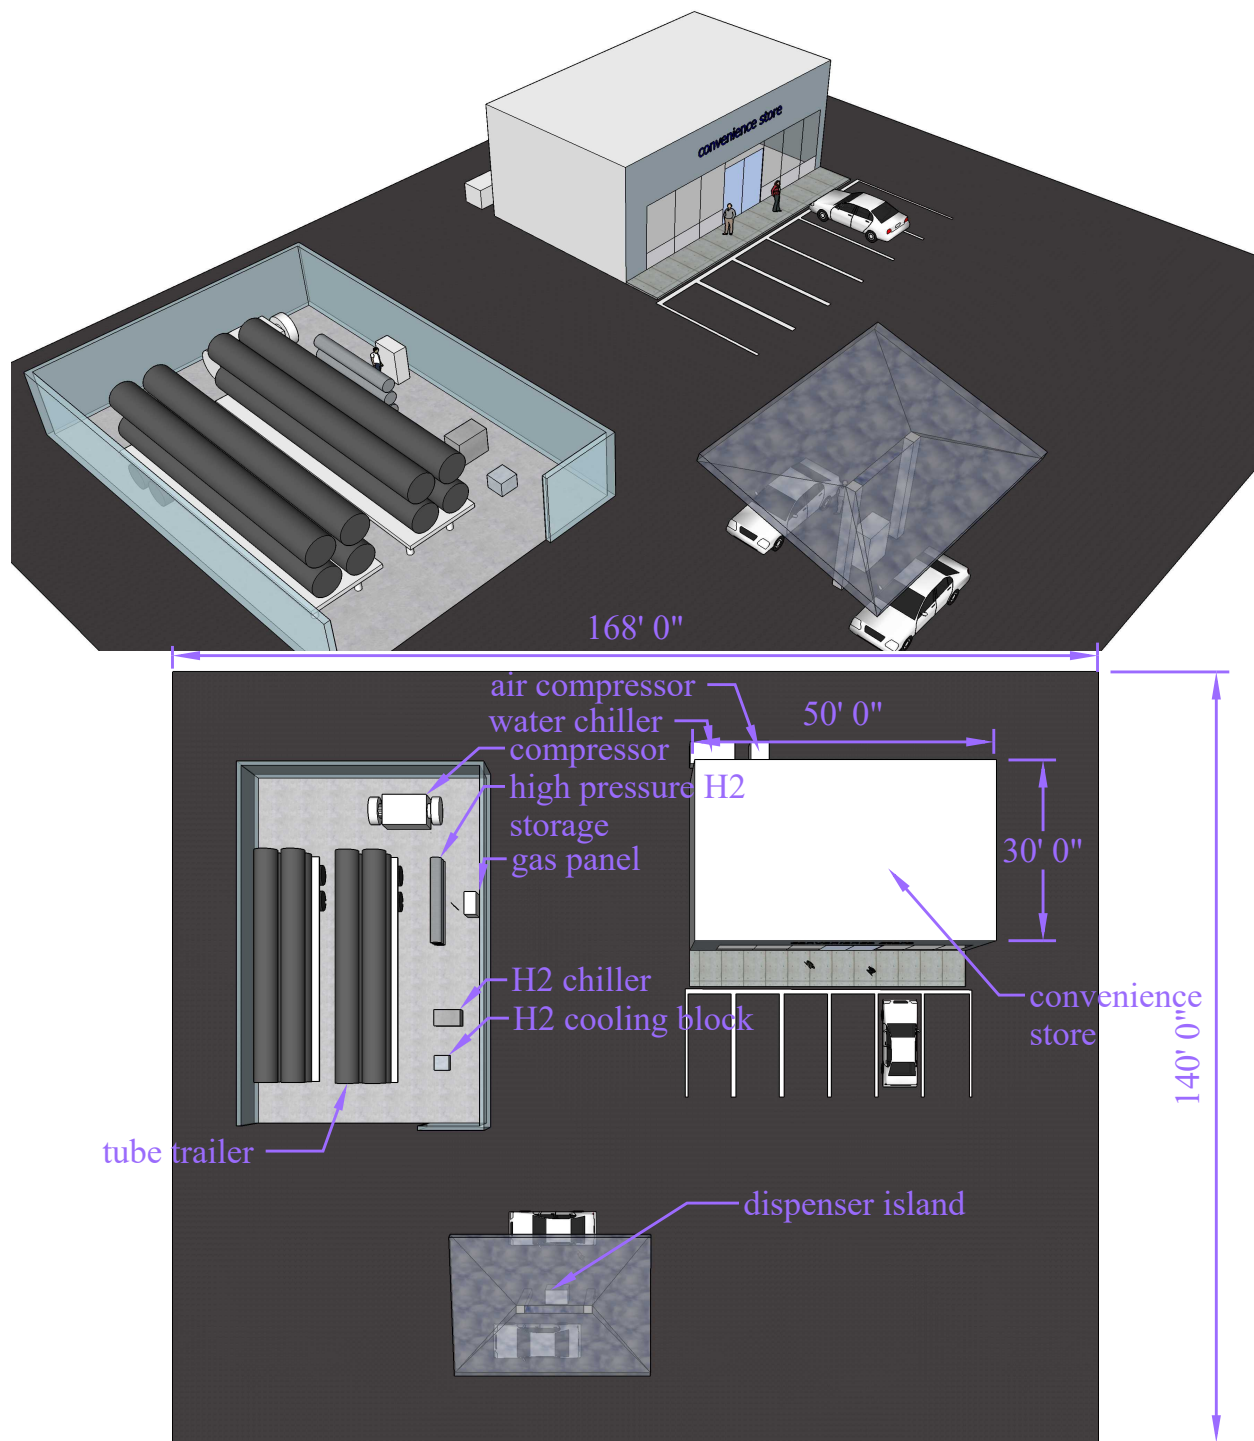 convenience store
168' 0"
air compressor
water chiller
50' 0"
compressor
high pressure H2
storage
30' 0"
gas panel
H2 chiller
convenience
store
H2 cooling block
140' 0"
tube trailer
dispenser island